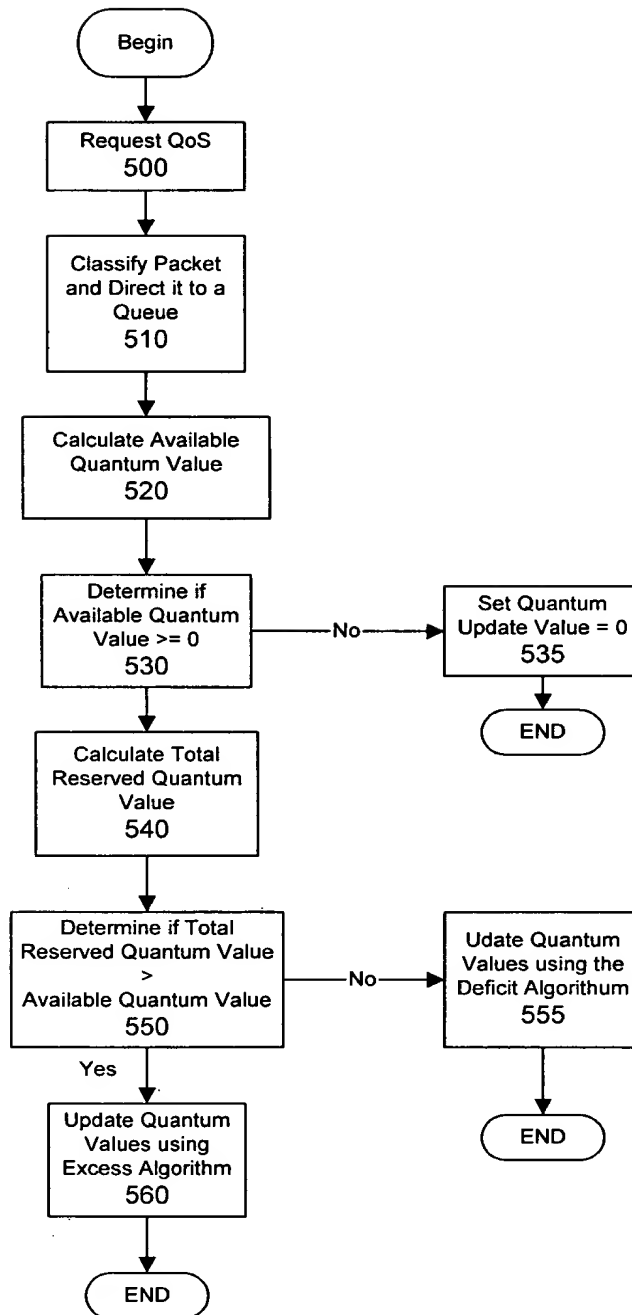 Begin
Request QoS
500
Classify Packet
and Direct it to a
Queue
510
Calculate Available
Quantum Value
520
Determine if
Available Quantum
Value >= 0
530
No
Set Quantum
Update Value = 0
535
END
Calculate Total
Reserved Quantum
Value
540
Determine if Total
Reserved Quantum Value
>
Available Quantum Value
550
No
Udate Quantum
Values using the
Deficit Algorithum
555
END
Yes
Update Quantum
Values using
Excess Algorithm
560
END